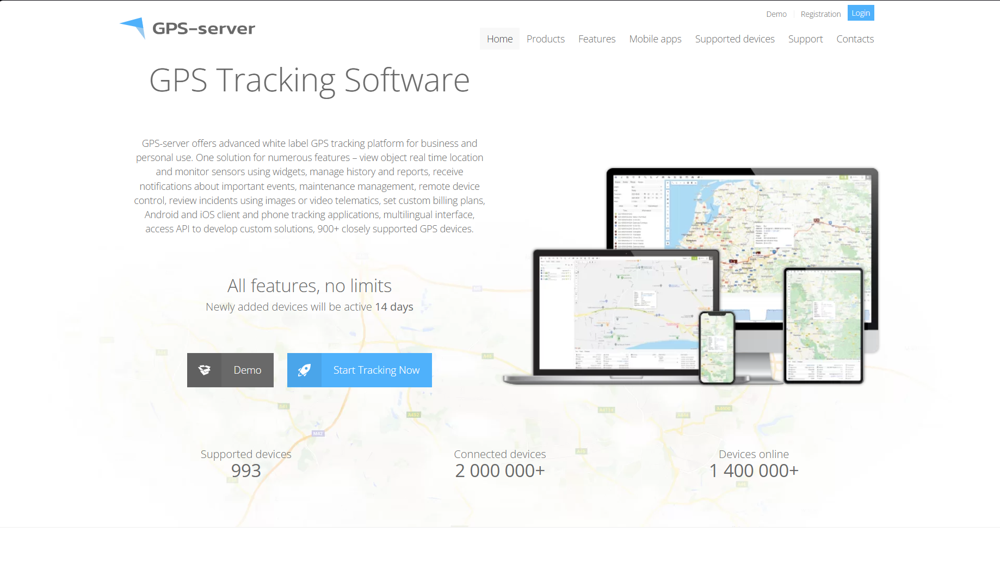 Demo
Registration
Login
GPS-server
Home
Products
Features
Mobile apps
Supported devices
Support
Contacts
GPS Tracking Software
GPS-server offers advanced white label GPS tracking platform for business and
personal use. One solution for numerous features – view object real time location
and monitor sensors using widgets, manage history and reports, receive
notifications about important events, maintenance management, remote device
control, review incidents using images or video telematics, set custom billing plans,
Android and iOS client and phone tracking applications, multilingual interface,
access API to develop custom solutions, 900+ closely supported GPS devices.
All features, no limits
Newly added devices will be active 14 days
Demo
Start Tracking Now
A452
M42
Supported devices
993
Connected devices
2 000 000+
Devices online
1 400 000+